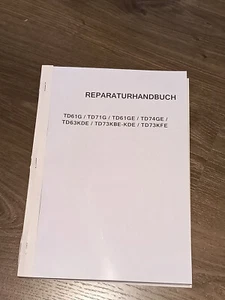 REPARATURHANDBUCH
TD61G / TD71G / TD61GE / TD74GE /
TD63KDE / TD73KBE-KDE / TD73KFE